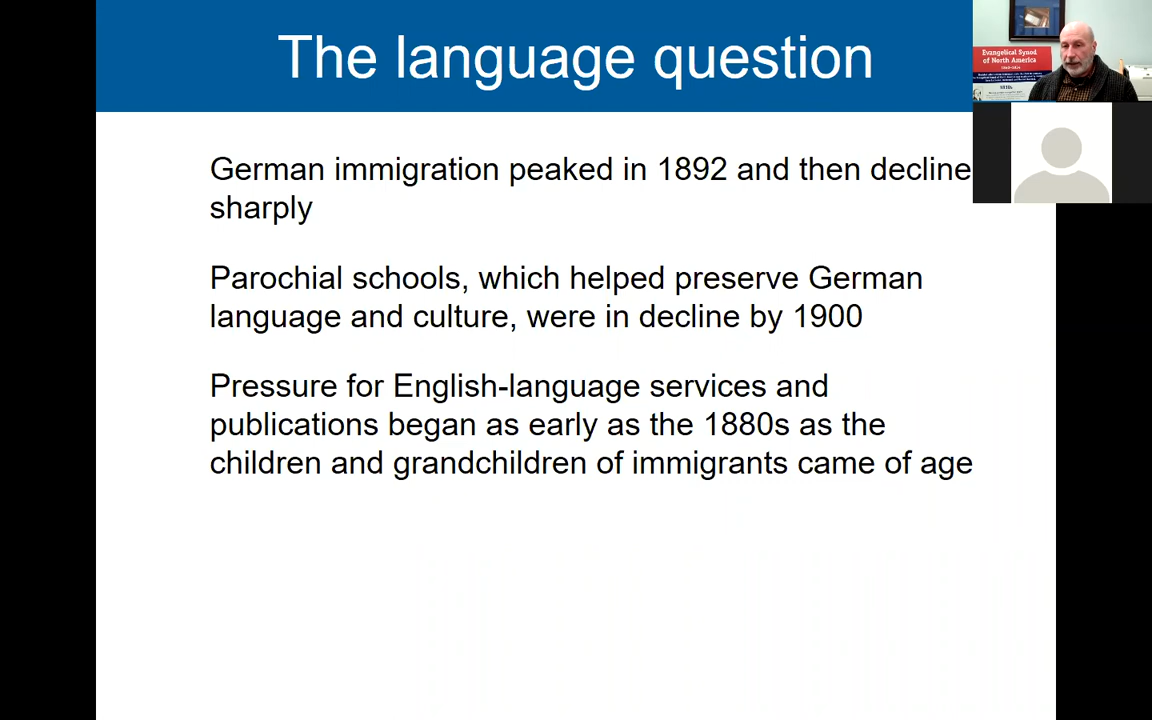 The language question
German immigration peaked in 1892 and then decline
sharply
Parochial schools, which helped preserve German
language and culture, were in decline by 1900
Pressure for English-language services and
publications began as early as the 1880s as the
children and grandchildren of immigrants came of age
Evangelical Synod
of North America